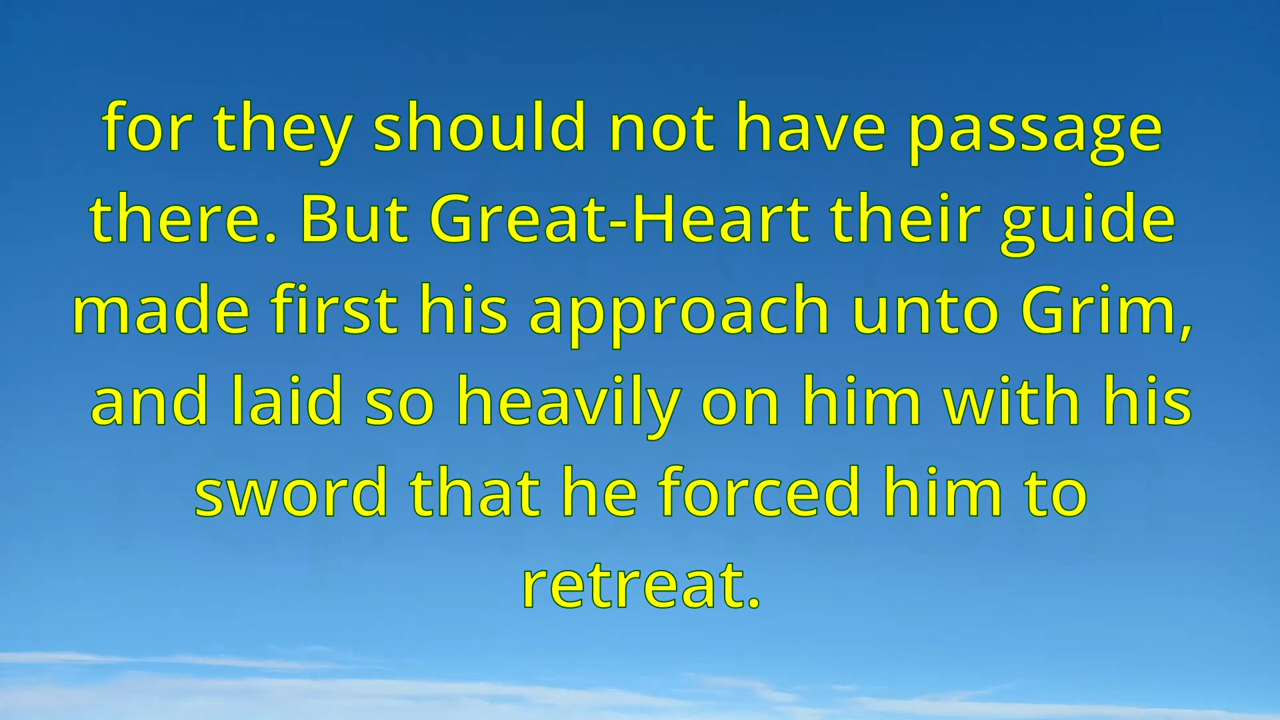 for they should not have passage
there. But Great-Heart their guide
made first his approach unto Grim,
and laid so heavily on him with his
sword that he forced him to
retreat.